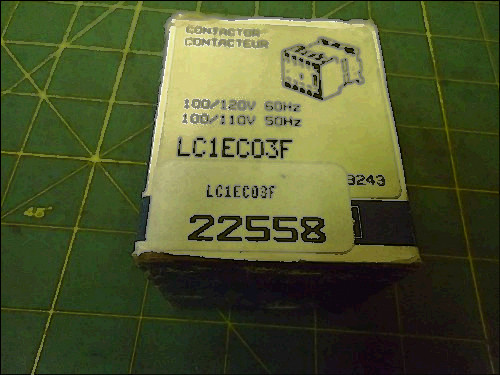 CONTACTOR
CONTACTEUR
100/120V 60Hz
100/110V 50Hz
LC1EC03F
3243
LC1EC03F
22558
45°